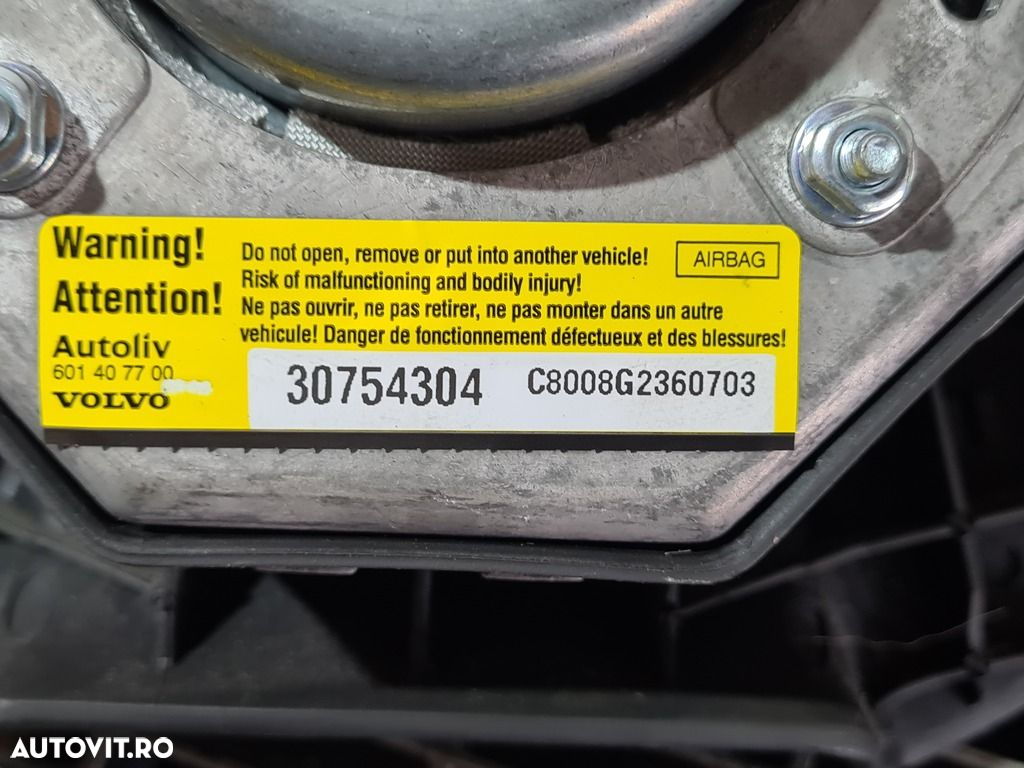 Warning!
Attention!
Do not open, remove or put into another vehicle!
AIRBAG
Risk of malfunctioning and bodily injury!
Ne pas ouvrir, ne pas retirer, ne pas monter dans un autre
vehicule! Danger de fonctionnement défectueux et des blessures!
Autoliv
601 40 77 00
VOLVO
30754304
C8008G2360703
AUTOVIT.RO